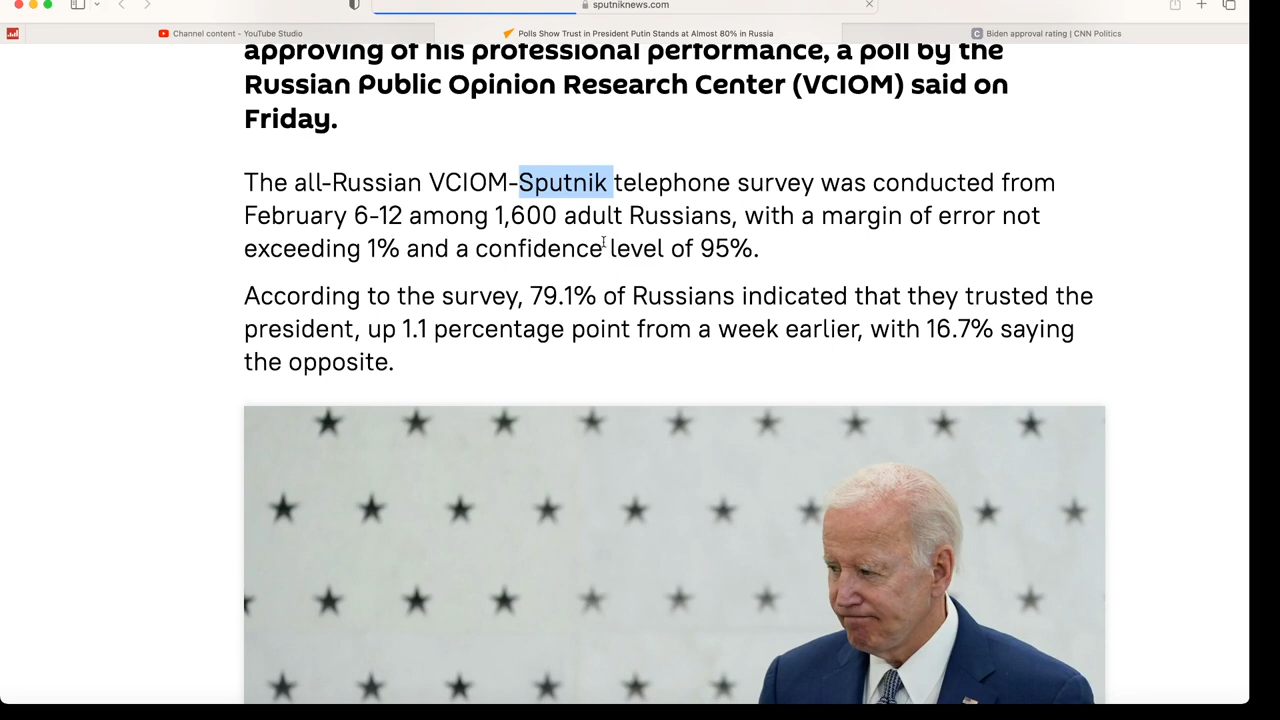 sputniknews.com
Channel content - YouTube Studio
Polls Show Trust in President Putin Stands at Almost 80% in Russia
Biden approval rating | CNN Politics
approving of his professional performance, a poll by the
Russian Public Opinion Research Center (VCIOM) said on
Friday.
The all-Russian VCIOM-Sputnik telephone survey was conducted from
February 6-12 among 1,600 adult Russians, with a margin of error not
exceeding 1% and a confidence level of 95%.
According to the survey, 79.1% of Russians indicated that they trusted the
president, up 1.1 percentage point from a week earlier, with 16.7% saying
the opposite.